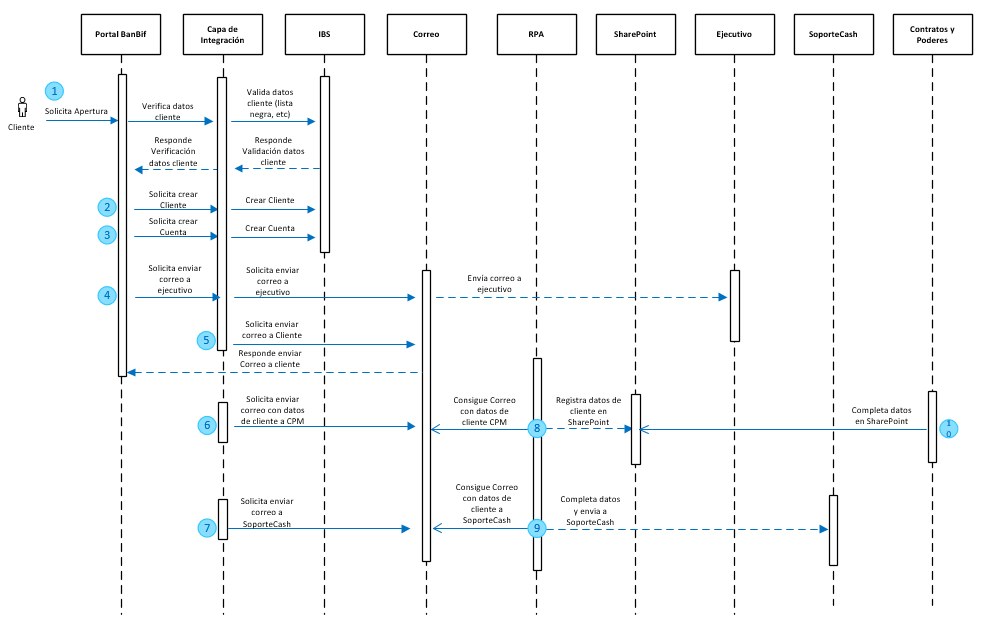 Portal BanBif
Capa de
Integración
IBS
Correo
RPA
SharePoint
Ejecutivo
SoporteCash
Contratos y
Poderes
1
Solicita Apertura
Cliente
Verifica datos
cliente
Valida datos
cliente (lista
negra, etc)
Responde
Verificación
datos cliente
Responde
Validación datos
cliente
2
Solicita crear
Cliente
Crear Cliente
3
Solicita crear
Cuenta
Crear Cuenta
4
Solicita enviar
correo a
ejecutivo
Solicita enviar
correo a
ejecutivo
Envía correo a
ejecutivo
5
Solicita enviar
correo a Cliente
Responde enviar
Correo a cliente
6
Solicita enviar
correo con datos
de cliente a CPM
Consigue Correo
con datos de
cliente CPM
8
Registra datos de
cliente en
SharePoint
Completa datos
en SharePoint
1
0
7
Solicita enviar
correo a
SoporteCash
Consigue Correo
con datos de
cliente a
SoporteCash
9
Completa datos
y envia a
SoporteCash